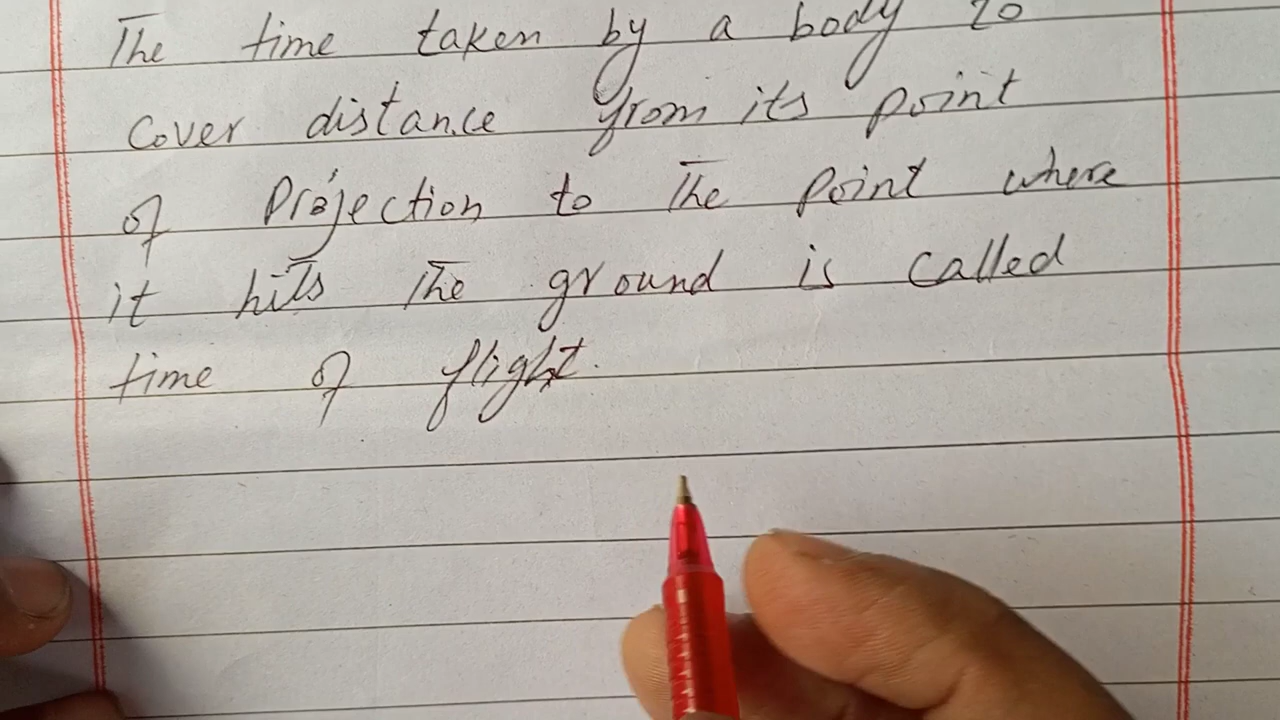 The time taken by a body to
cover distance from its point
of Projection to The Point where
it hits The ground is called
time of flight.